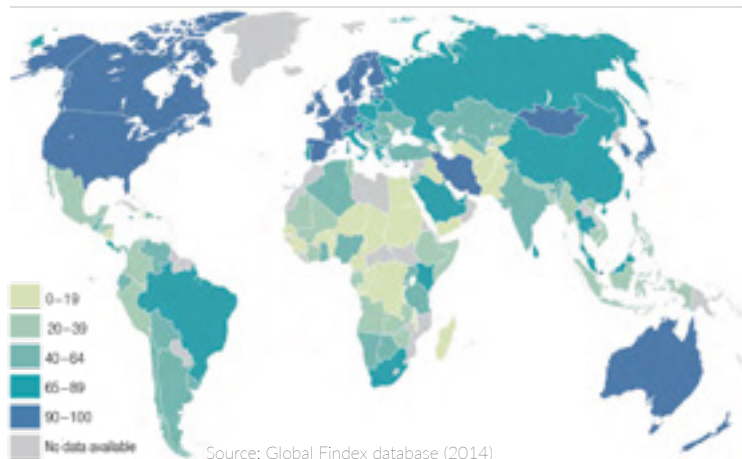 0–19
20–39
40–64
65–89
90–100
No data available
Source: Global Findex database (2014)